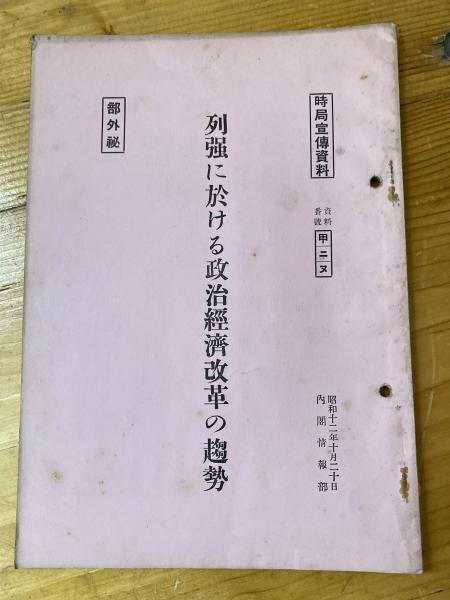 時局宣傳資料
資料番號 甲ニヌ
昭和十二年十月二十日
內閣情報部
列强に於ける政治經濟改革の趨勢
部外祕